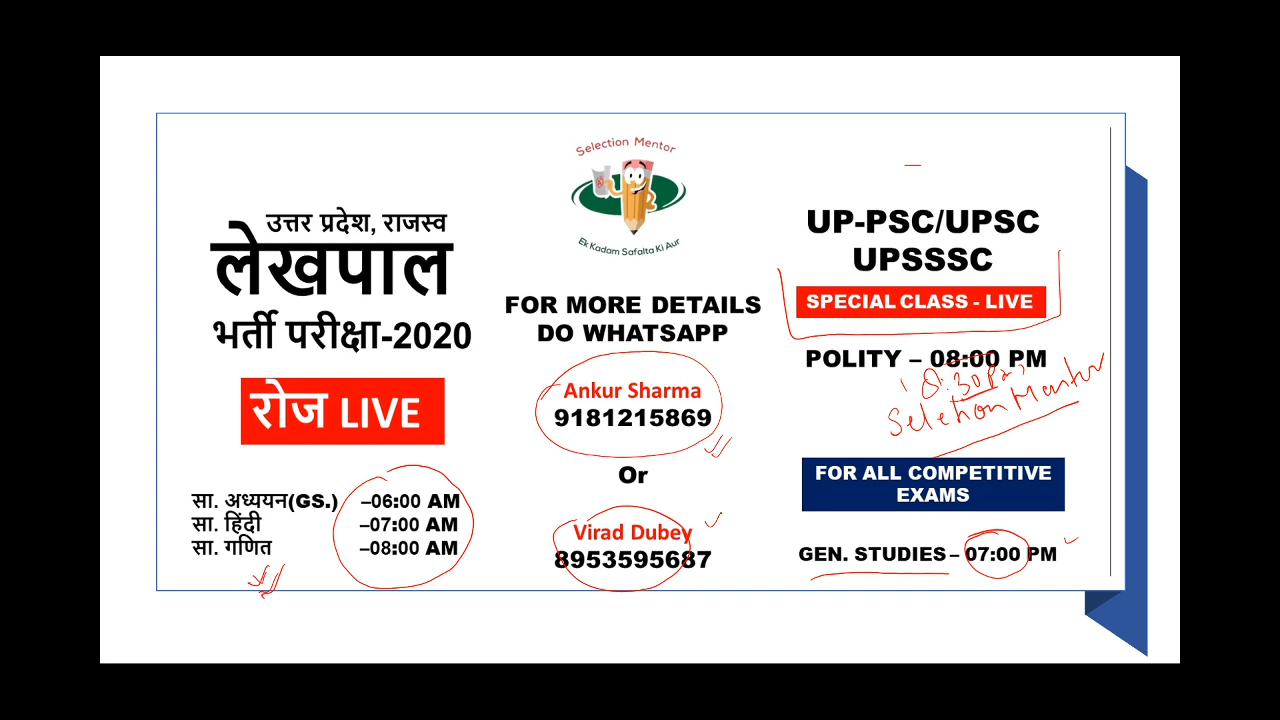 उत्तर प्रदेश, राजस्व
लेखपाल
भर्ती परीक्षा-2020
रोज LIVE
सा. अध्ययन(GS.) –06:00 AM
सा. हिंदी –07:00 AM
सा. गणित –08:00 AM
Selection Mentor
Ek Kadam Safalta Ki Aur
FOR MORE DETAILS
DO WHATSAPP
Ankur Sharma
9181215869
Or
Virad Dubey
8953595687
UP-PSC/UPSC
UPSSSC
SPECIAL CLASS - LIVE
POLITY – 08:00 PM
8:30
Seletion Mentor
FOR ALL COMPETITIVE
EXAMS
GEN. STUDIES – 07:00 PM